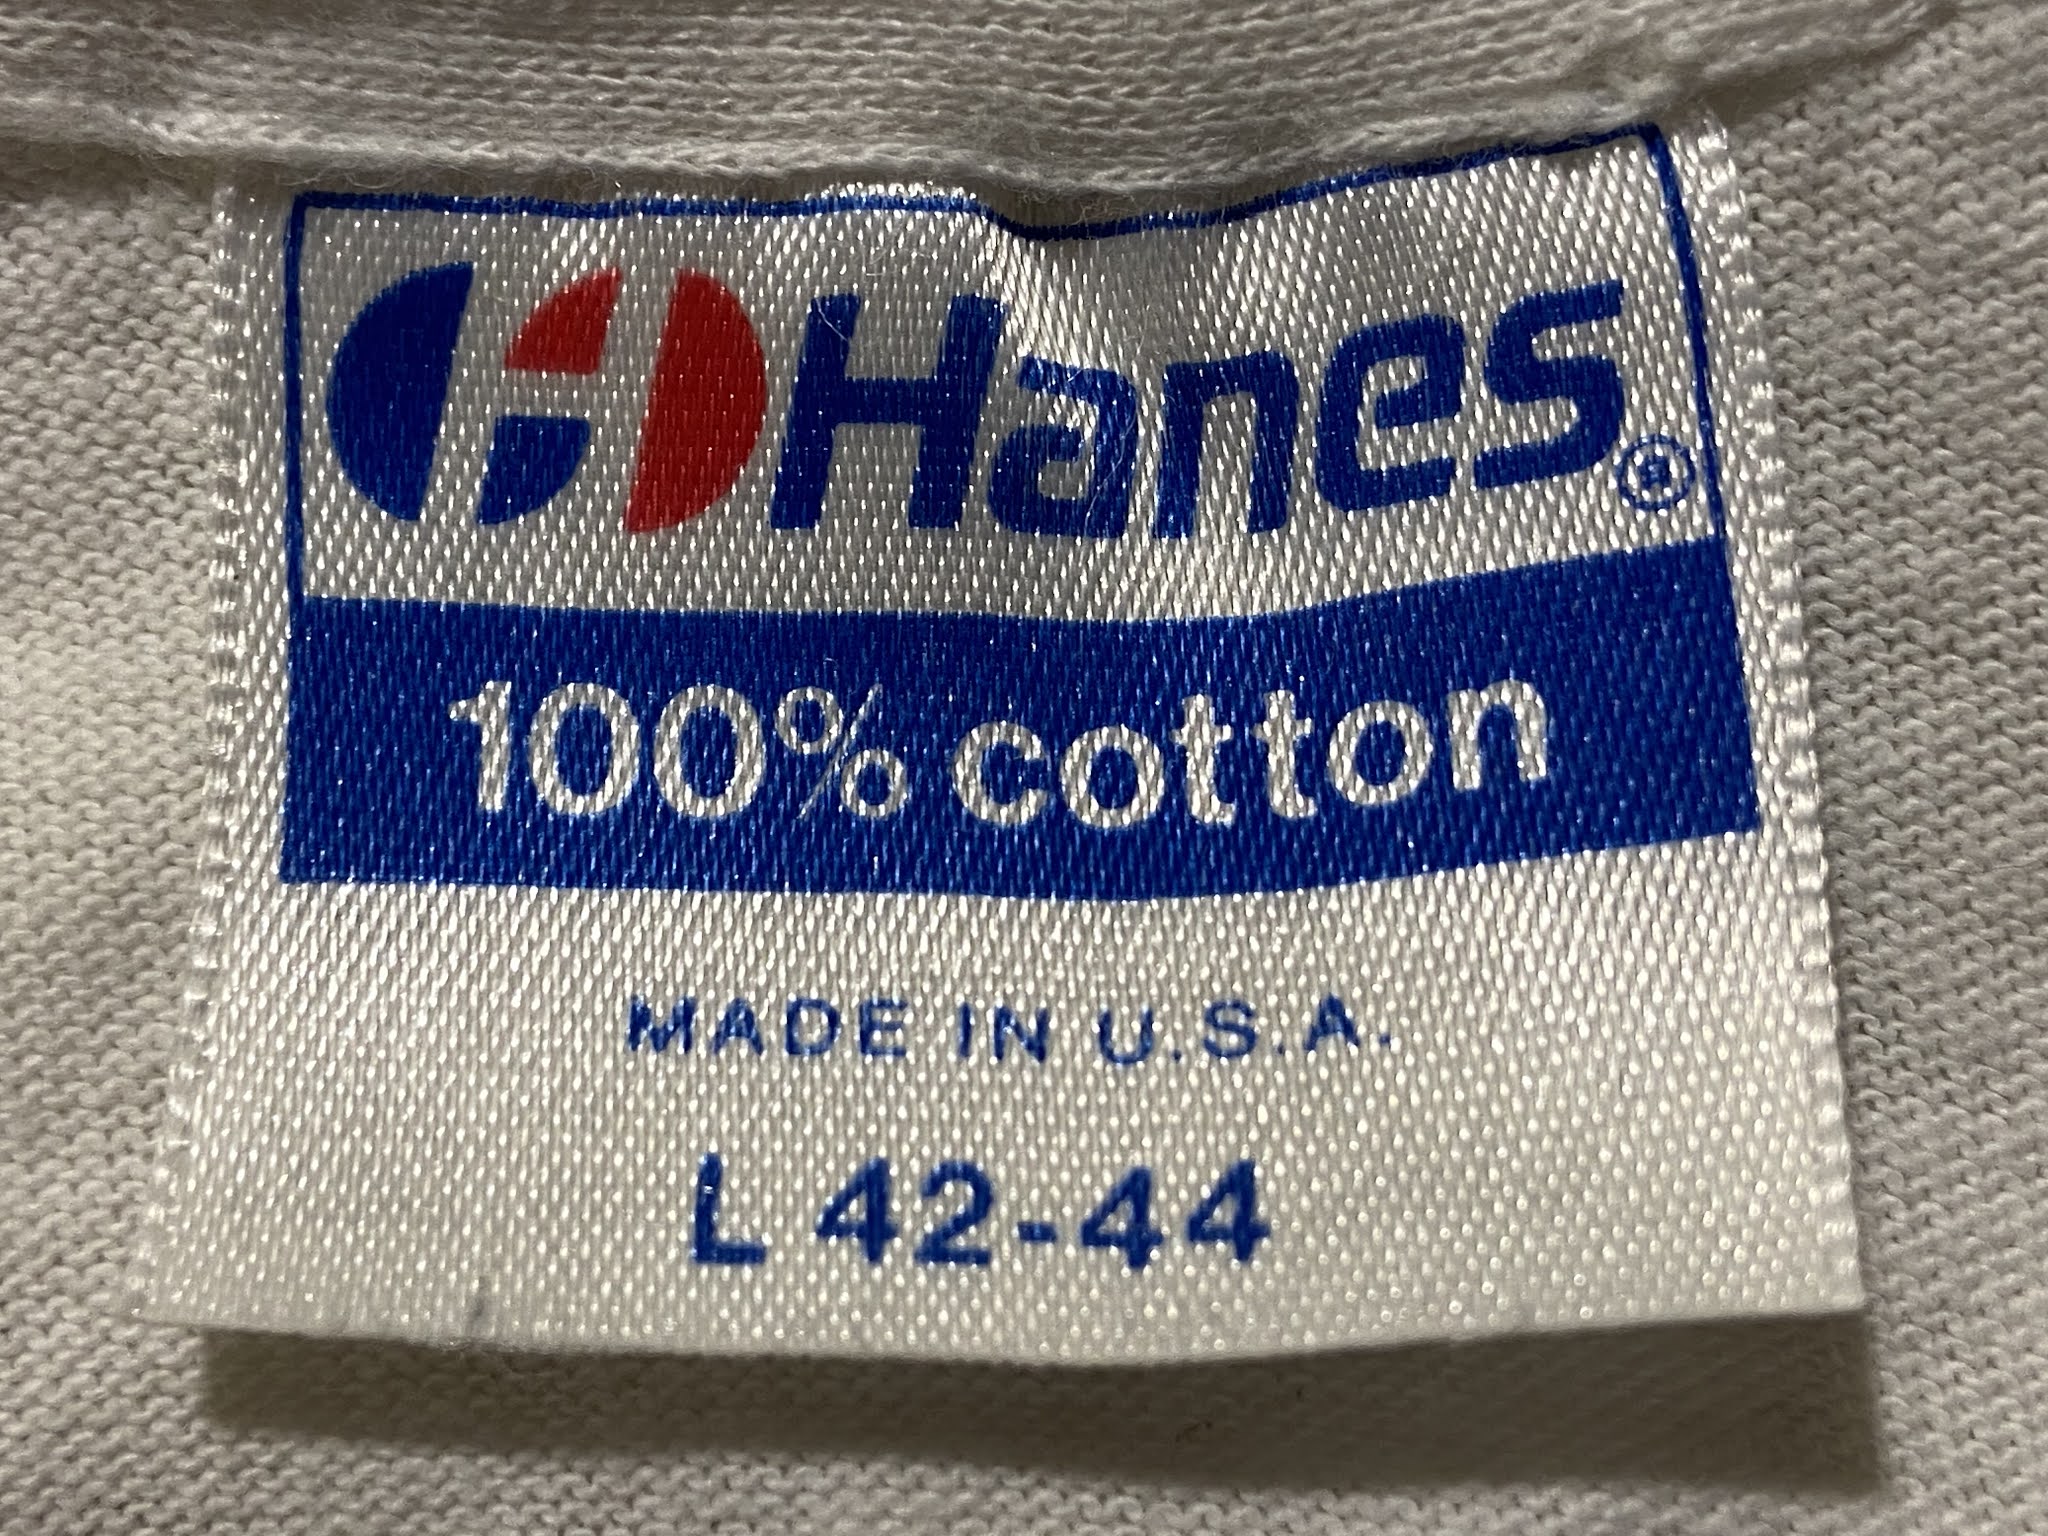 Hanes®
100% cotton
MADE IN U.S.A.
L 42-44